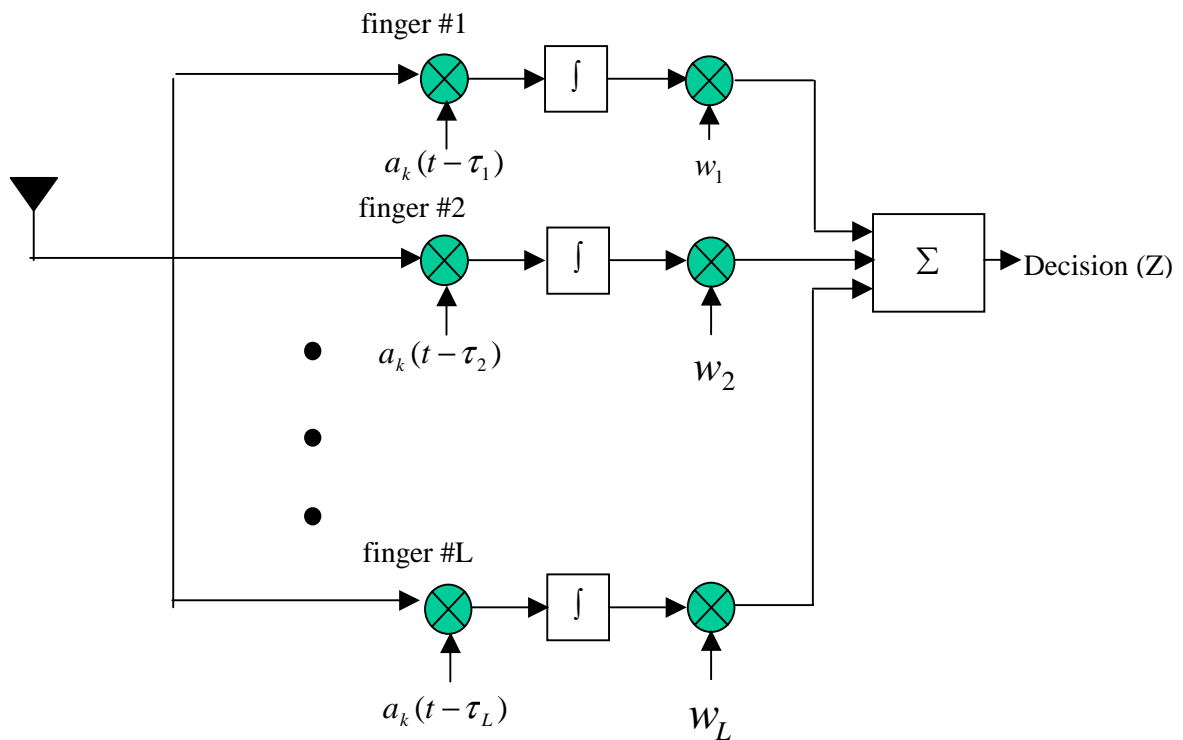 finger #1
∫
a_k(t − τ_1)
w_1
finger #2
∫
Σ
Decision (Z)
a_k(t − τ_2)
w_2
finger #L
∫
a_k(t − τ_L)
w_L